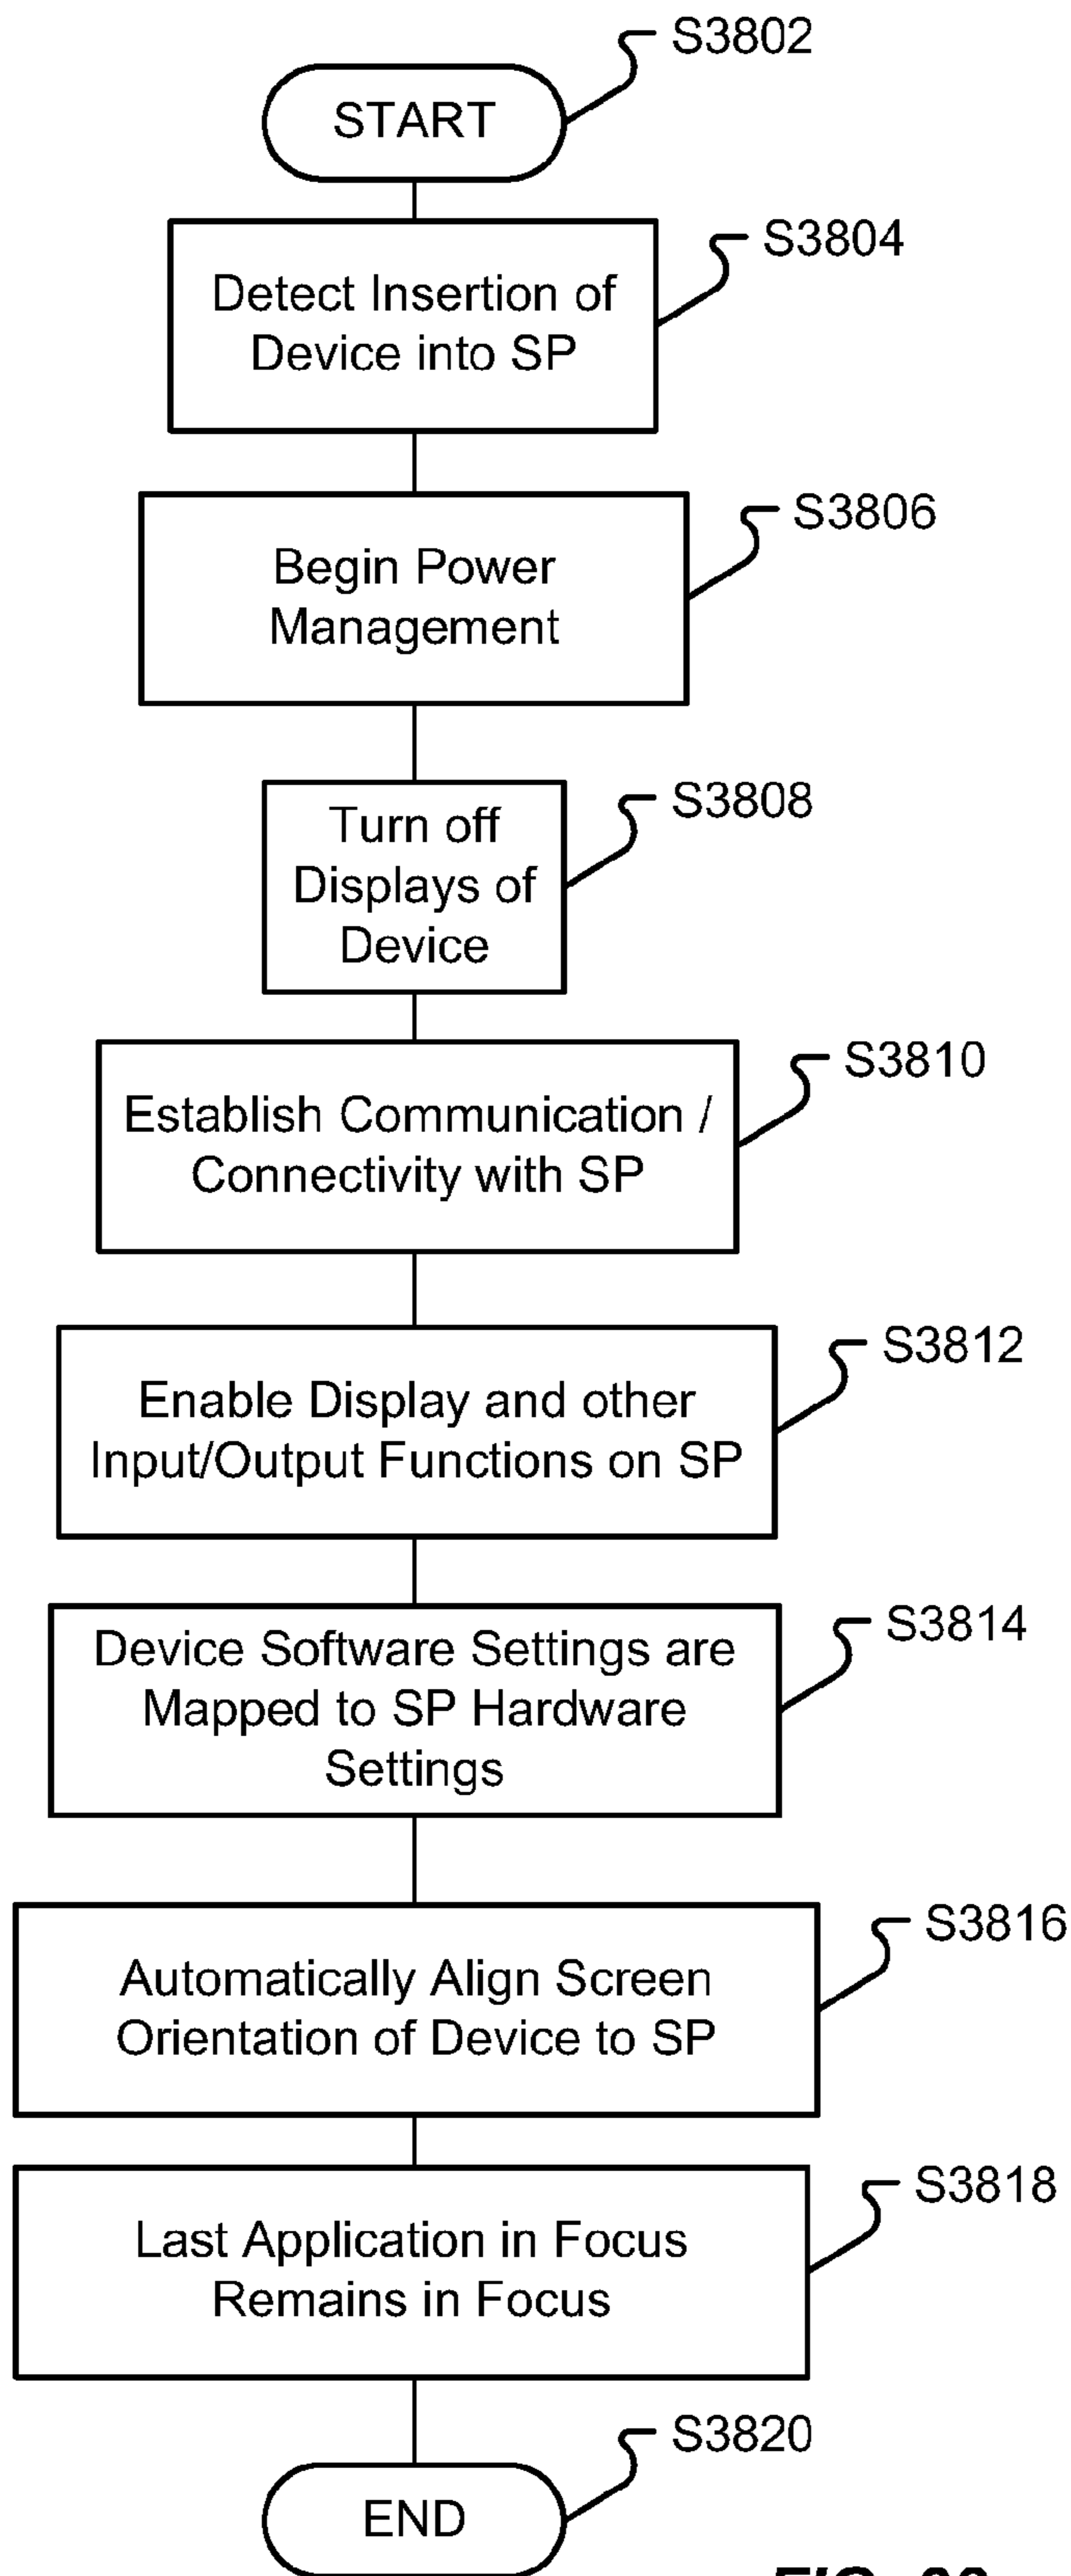 S3802
START
S3804
Detect Insertion of
Device into SP
S3806
Begin Power
Management
S3808
Turn off
Displays of
Device
S3810
Establish Communication /
Connectivity with SP
S3812
Enable Display and other
Input/Output Functions on SP
S3814
Device Software Settings are
Mapped to SP Hardware
Settings
S3816
Automatically Align Screen
Orientation of Device to SP
S3818
Last Application in Focus
Remains in Focus
S3820
END